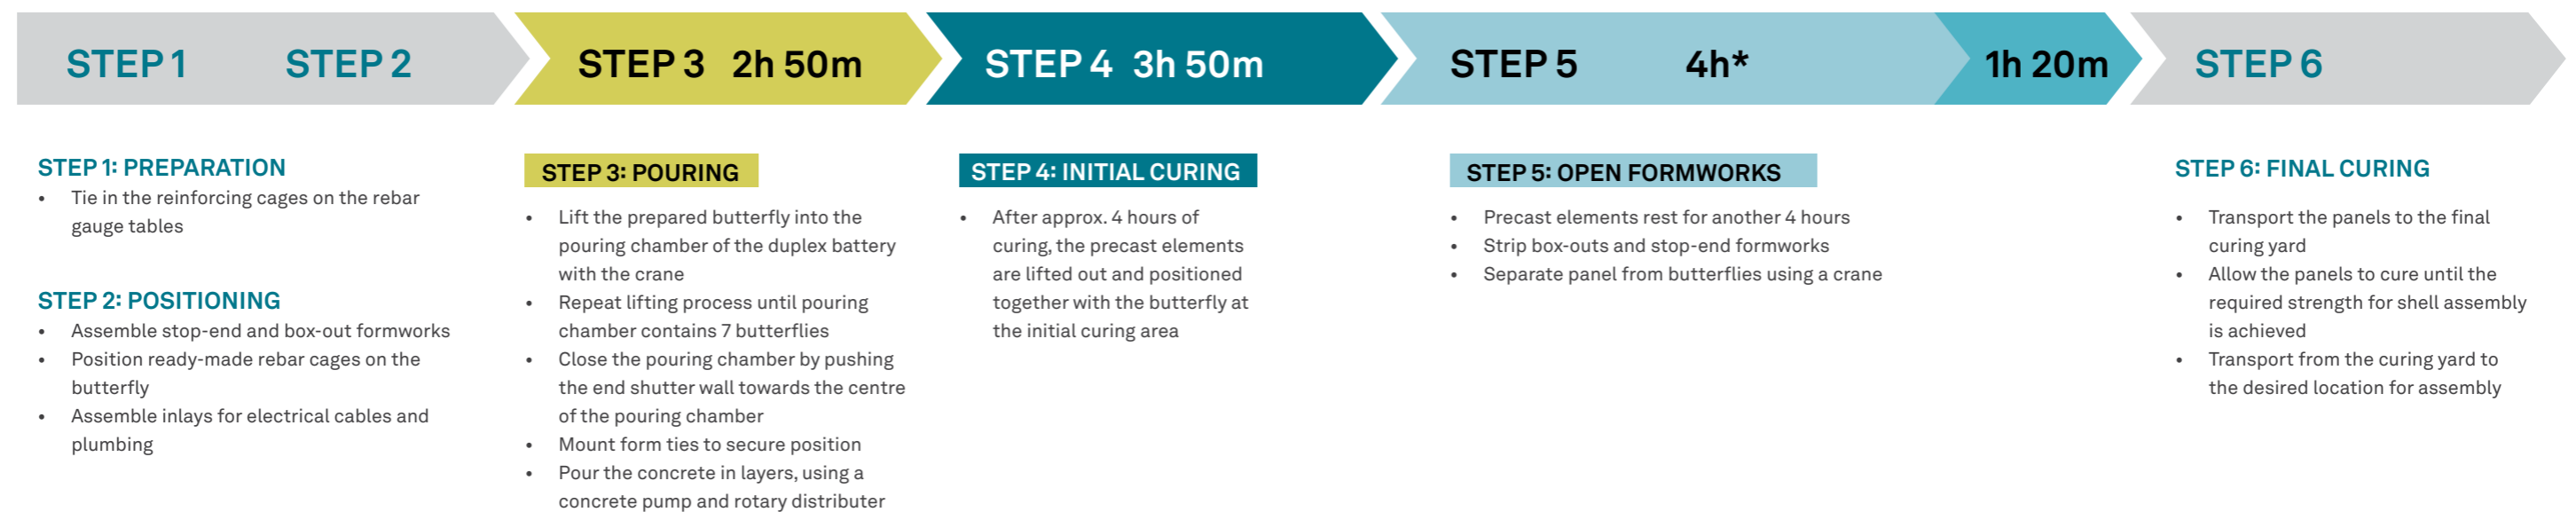 STEP 1 STEP 2 STEP 3 2h 50m STEP 4 3h 50m STEP 5 4h* 1h 20m STEP 6
STEP 1: PREPARATION
• Tie in the reinforcing cages on the rebar
gauge tables
STEP 2: POSITIONING
• Assemble stop-end and box-out formworks
• Position ready-made rebar cages on the
butterfly
• Assemble inlays for electrical cables and
plumbing
STEP 3: POURING
• Lift the prepared butterfly into the
pouring chamber of the duplex battery
with the crane
• Repeat lifting process until pouring
chamber contains 7 butterflies
• Close the pouring chamber by pushing
the end shutter wall towards the centre
of the pouring chamber
• Mount form ties to secure position
• Pour the concrete in layers, using a
concrete pump and rotary distributer
STEP 4: INITIAL CURING
• After approx. 4 hours of
curing, the precast elements
are lifted out and positioned
together with the butterfly at
the initial curing area
STEP 5: OPEN FORMWORKS
• Precast elements rest for another 4 hours
• Strip box-outs and stop-end formworks
• Separate panel from butterflies using a crane
STEP 6: FINAL CURING
• Transport the panels to the final
curing yard
• Allow the panels to cure until the
required strength for shell assembly
is achieved
• Transport from the curing yard to
the desired location for assembly